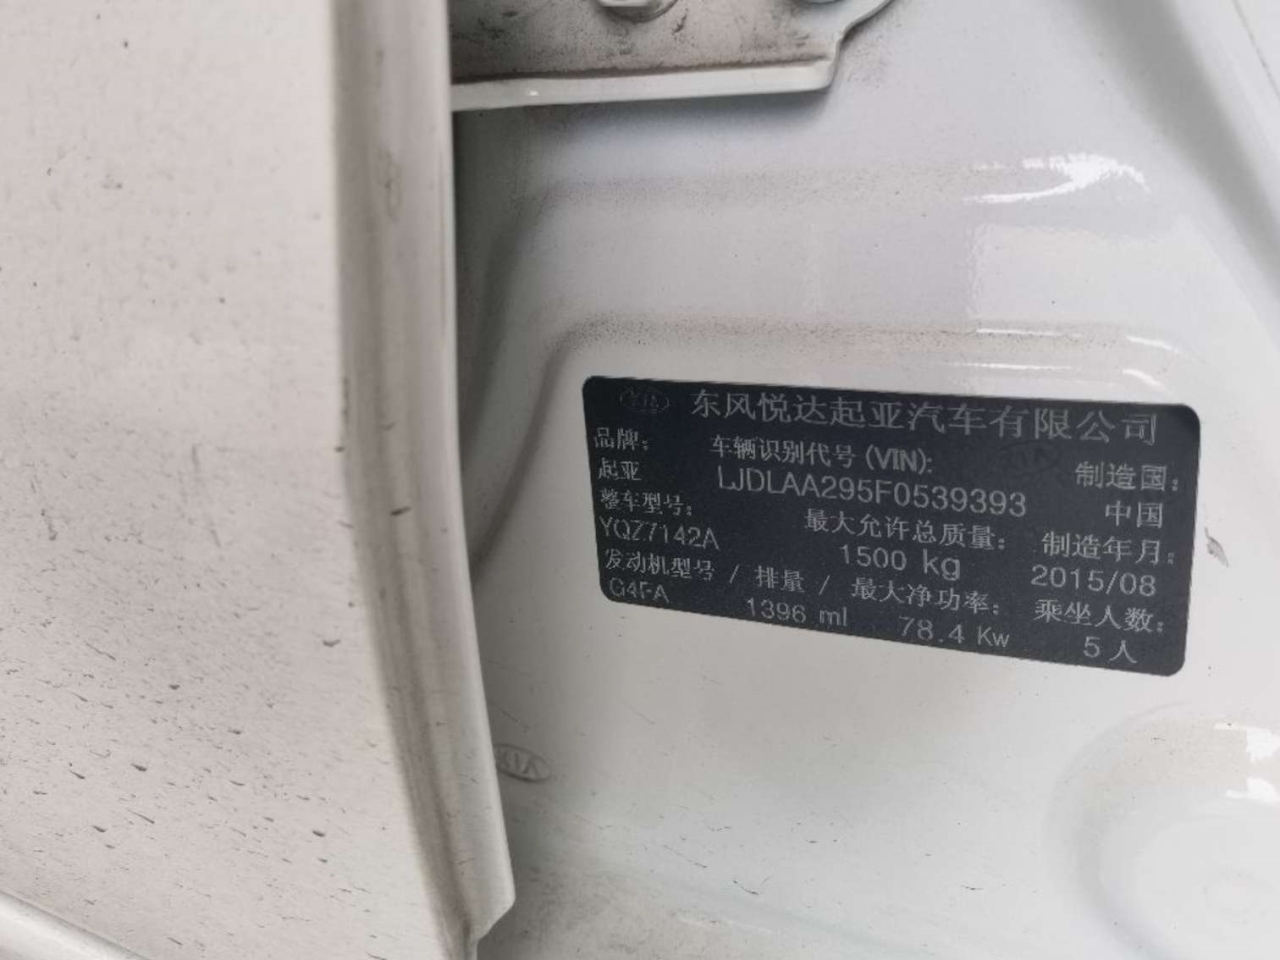 KIA 东风悦达起亚汽车有限公司
品牌: 车辆识别代号 (VIN): 制造国:
起亚 LJDLAA295F0539393 中国
整车型号: 最大允许总质量: 制造年月:
YQZ7142A 1500 kg 2015/08
发动机型号 / 排量 / 最大净功率: 乘坐人数:
G4FA 1396 ml 78.4 Kw 5人
KIA